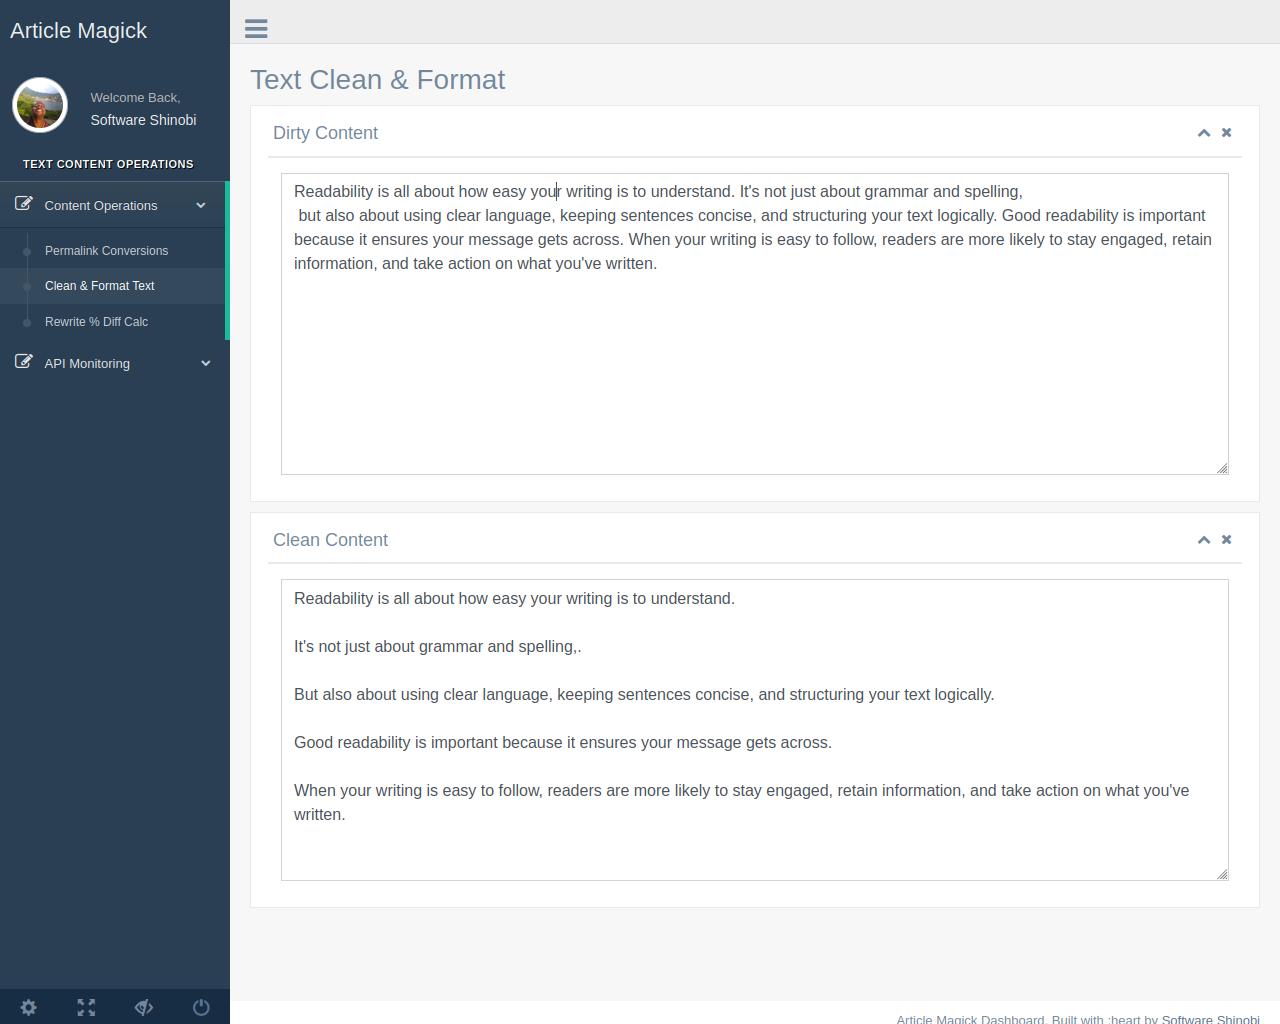 Article Magick
Welcome Back,
Software Shinobi
TEXT CONTENT OPERATIONS
Content Operations
Permalink Conversions
Clean & Format Text
Rewrite % Diff Calc
API Monitoring
Text Clean & Format
Dirty Content
Readability is all about how easy your writing is to understand. It's not just about grammar and spelling,
but also about using clear language, keeping sentences concise, and structuring your text logically. Good readability is important
because it ensures your message gets across. When your writing is easy to follow, readers are more likely to stay engaged, retain
information, and take action on what you've written.
Clean Content
Readability is all about how easy your writing is to understand.
It's not just about grammar and spelling,.
But also about using clear language, keeping sentences concise, and structuring your text logically.
Good readability is important because it ensures your message gets across.
When your writing is easy to follow, readers are more likely to stay engaged, retain information, and take action on what you've
written.
Article Magick Dashboard. Built with :heart by Software Shinobi